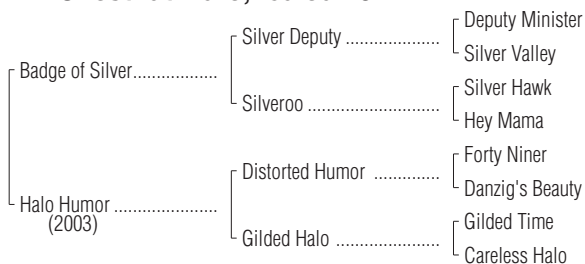 Deputy Minister
Silver Deputy ....................
Silver Valley
Badge of Silver..................
Silver Hawk
Silveroo ..........................
Hey Mama
Forty Niner
Distorted Humor ..............
Danzig's Beauty
Halo Humor ......................
(2003)
Gilded Time
Gilded Halo ......................
Careless Halo